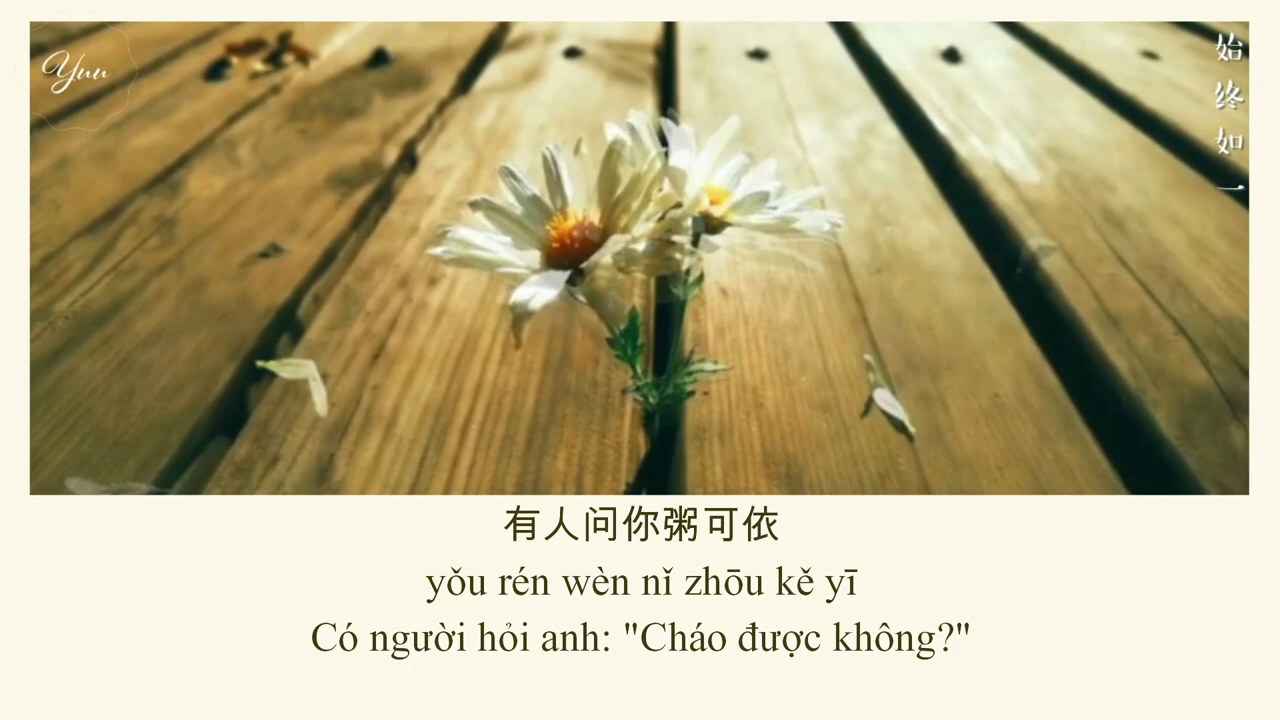 Yuu
始终如一
有人问你粥可依
yǒu rén wèn nǐ zhōu kě yī
Có người hỏi anh: "Cháo được không?"